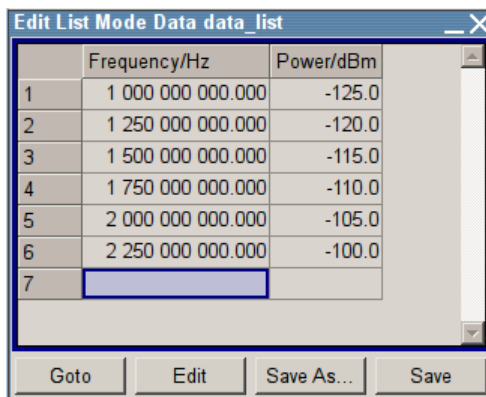 Edit List Mode Data data_list
Frequency/Hz Power/dBm
1 1 000 000 000.000 -125.0
2 1 250 000 000.000 -120.0
3 1 500 000 000.000 -115.0
4 1 750 000 000.000 -110.0
5 2 000 000 000.000 -105.0
6 2 250 000 000.000 -100.0
7
Goto Edit Save As... Save